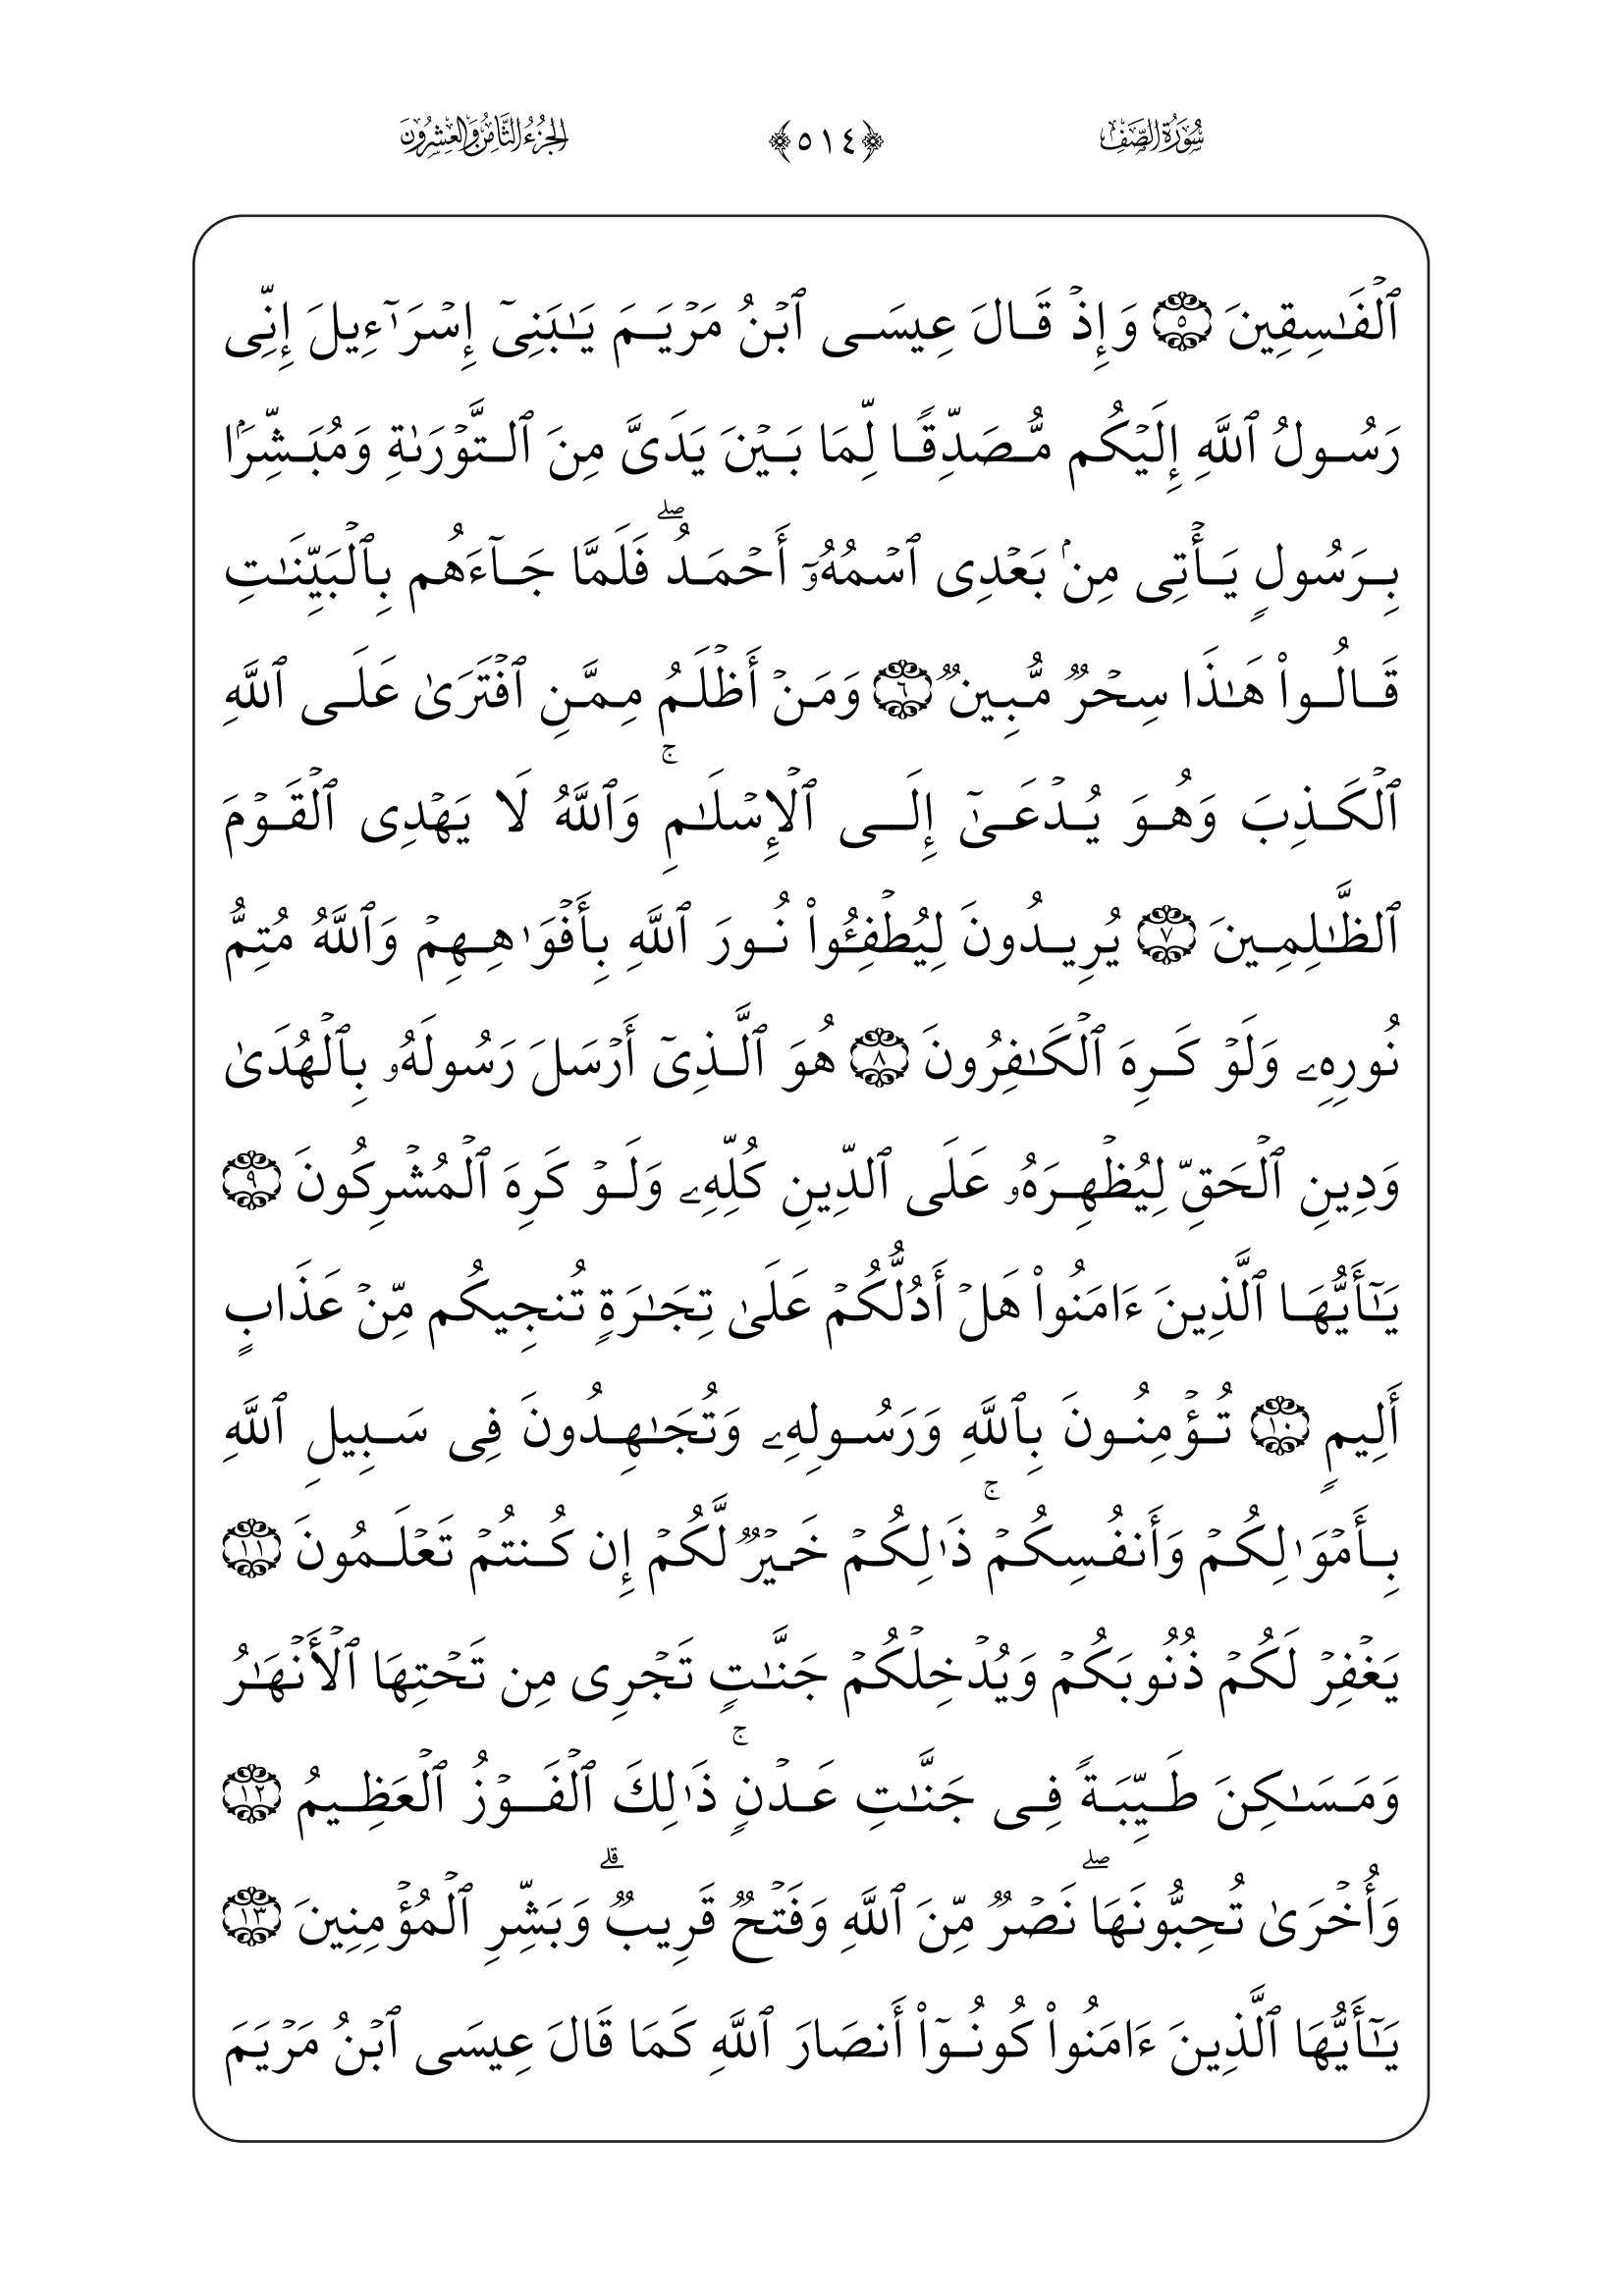 سُورَةُ الصَّفِّ ﴿٥١٤﴾ الجُزْءُ الثَّامِنُ وَالعِشْرُونَ
ٱلۡفَٰسِقِينَ ٥ وَإِذۡ قَالَ عِيسَى ٱبۡنُ مَرۡيَمَ يَٰبَنِىٓ إِسۡرَٰٓءِيلَ إِنِّى
رَسُولُ ٱللَّهِ إِلَيۡكُم مُّصَدِّقًا لِّمَا بَيۡنَ يَدَىَّ مِنَ ٱلتَّوۡرَىٰةِ وَمُبَشِّرَۢا
بِرَسُولٍ يَأۡتِى مِنۢ بَعۡدِى ٱسۡمُهُۥٓ أَحۡمَدُۖ فَلَمَّا جَآءَهُم بِٱلۡبَيِّنَٰتِ
قَالُواْ هَٰذَا سِحۡرٌ مُّبِينٌ ٦ وَمَنۡ أَظۡلَمُ مِمَّنِ ٱفۡتَرَىٰ عَلَى ٱللَّهِ
ٱلۡكَذِبَ وَهُوَ يُدۡعَىٰٓ إِلَى ٱلۡإِسۡلَٰمِۚ وَٱللَّهُ لَا يَهۡدِى ٱلۡقَوۡمَ
ٱلظَّٰلِمِينَ ٧ يُرِيدُونَ لِيُطۡفِـُٔواْ نُورَ ٱللَّهِ بِأَفۡوَٰهِهِمۡ وَٱللَّهُ مُتِمُّ
نُورِهِۦ وَلَوۡ كَرِهَ ٱلۡكَٰفِرُونَ ٨ هُوَ ٱلَّذِىٓ أَرۡسَلَ رَسُولَهُۥ بِٱلۡهُدَىٰ
وَدِينِ ٱلۡحَقِّ لِيُظۡهِرَهُۥ عَلَى ٱلدِّينِ كُلِّهِۦ وَلَوۡ كَرِهَ ٱلۡمُشۡرِكُونَ ٩
يَٰٓأَيُّهَا ٱلَّذِينَ ءَامَنُواْ هَلۡ أَدُلُّكُمۡ عَلَىٰ تِجَٰرَةٍ تُنجِيكُم مِّنۡ عَذَابٍ
أَلِيمٍ ١٠ تُؤۡمِنُونَ بِٱللَّهِ وَرَسُولِهِۦ وَتُجَٰهِدُونَ فِى سَبِيلِ ٱللَّهِ
بِأَمۡوَٰلِكُمۡ وَأَنفُسِكُمۡۚ ذَٰلِكُمۡ خَيۡرٌ لَّكُمۡ إِن كُنتُمۡ تَعۡلَمُونَ ١١
يَغۡفِرۡ لَكُمۡ ذُنُوبَكُمۡ وَيُدۡخِلۡكُمۡ جَنَّٰتٍ تَجۡرِى مِن تَحۡتِهَا ٱلۡأَنۡهَٰرُ
وَمَسَٰكِنَ طَيِّبَةً فِى جَنَّٰتِ عَدۡنٍۚ ذَٰلِكَ ٱلۡفَوۡزُ ٱلۡعَظِيمُ ١٢
وَأُخۡرَىٰ تُحِبُّونَهَاۖ نَصۡرٌ مِّنَ ٱللَّهِ وَفَتۡحٌ قَرِيبٌۗ وَبَشِّرِ ٱلۡمُؤۡمِنِينَ ١٣
يَٰٓأَيُّهَا ٱلَّذِينَ ءَامَنُواْ كُونُوٓاْ أَنصَارَ ٱللَّهِ كَمَا قَالَ عِيسَى ٱبۡنُ مَرۡيَمَ